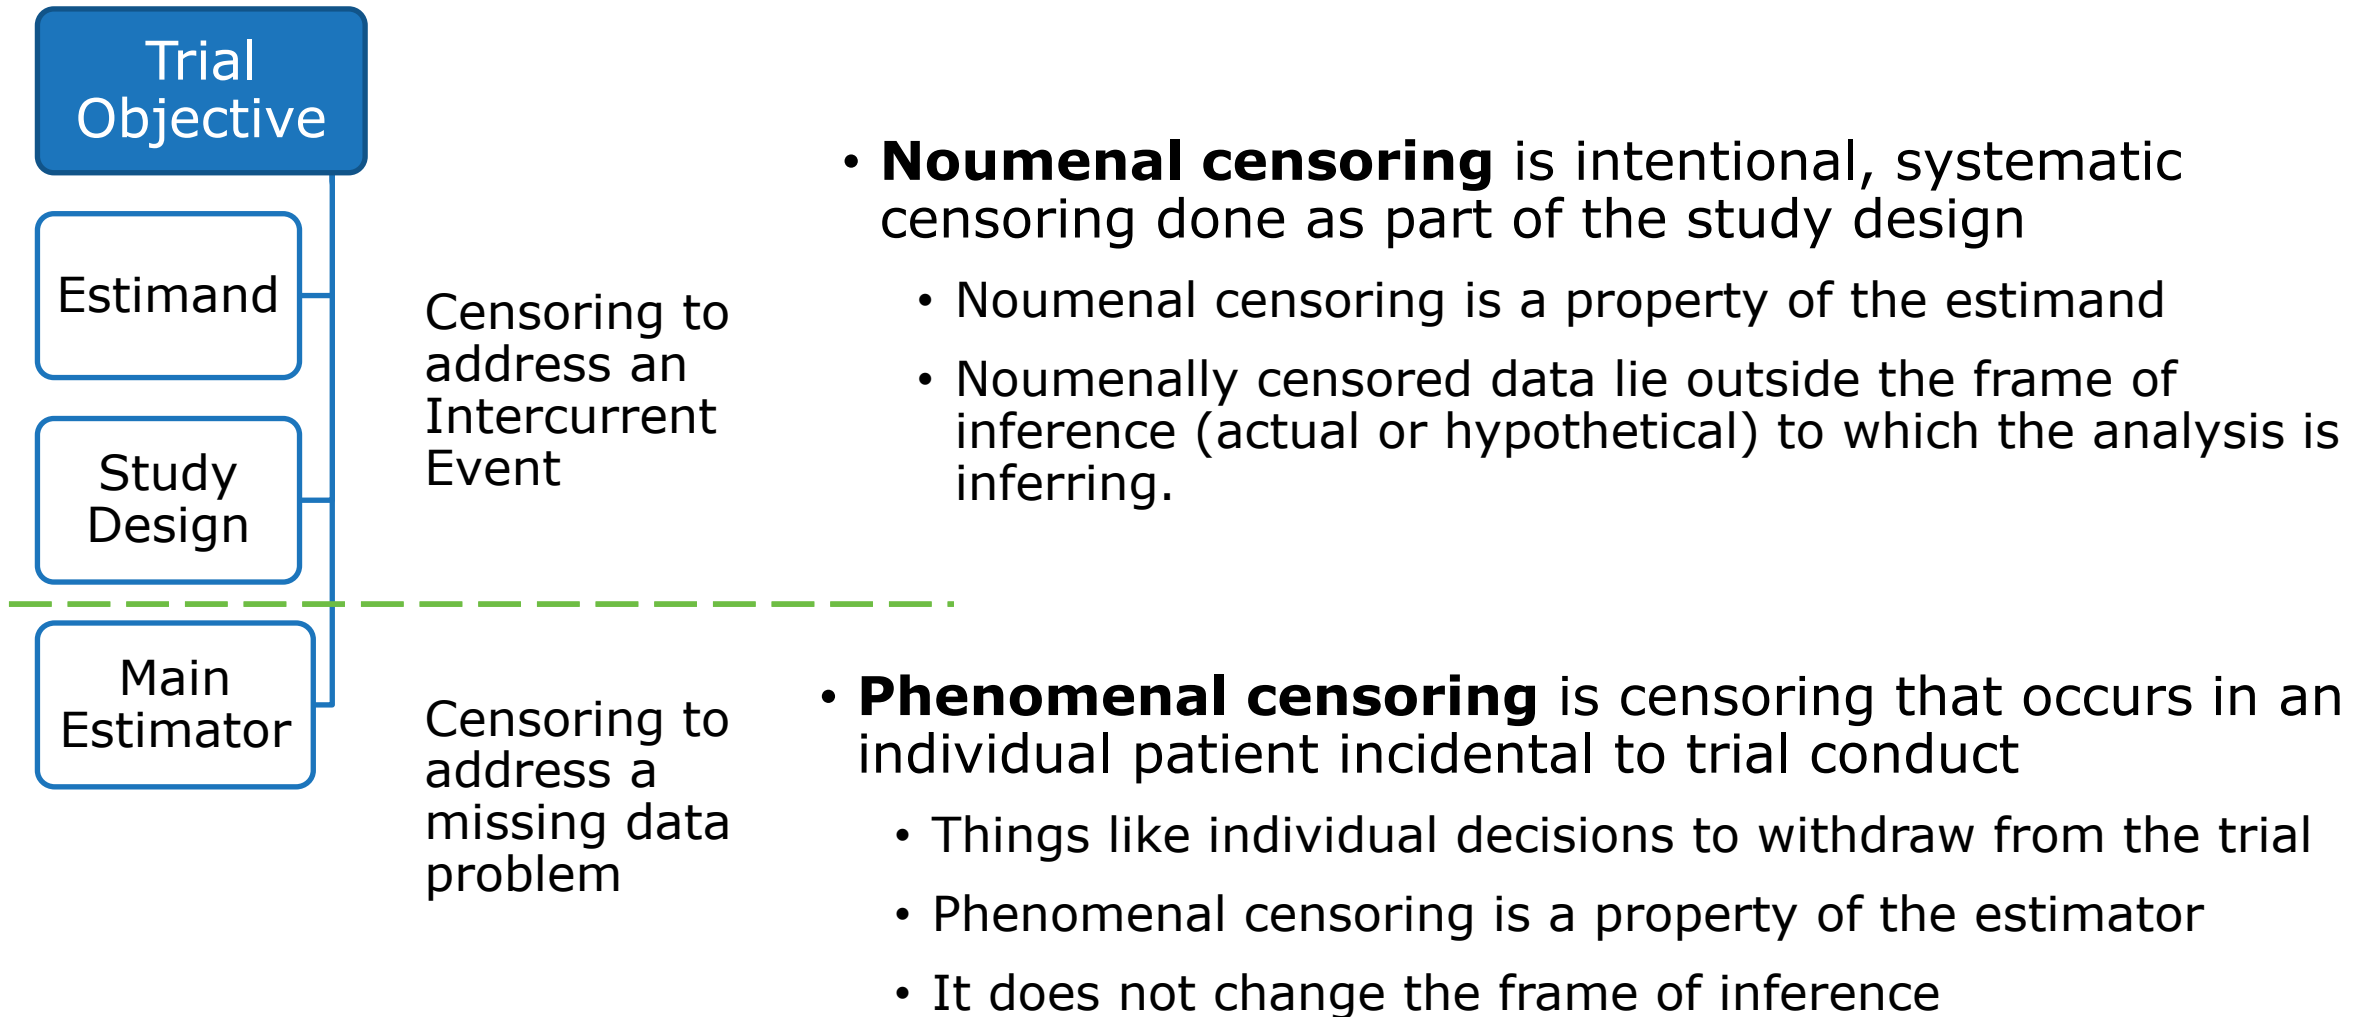 Trial
Objective
Estimand
Study
Design
Main
Estimator
Censoring to
address an
Intercurrent
Event
Censoring to
address a
missing data
problem
• Noumenal censoring is intentional, systematic
censoring done as part of the study design
• Noumenal censoring is a property of the estimand
• Noumenally censored data lie outside the frame of
inference (actual or hypothetical) to which the analysis is
inferring.
• Phenomenal censoring is censoring that occurs in an
individual patient incidental to trial conduct
• Things like individual decisions to withdraw from the trial
• Phenomenal censoring is a property of the estimator
• It does not change the frame of inference